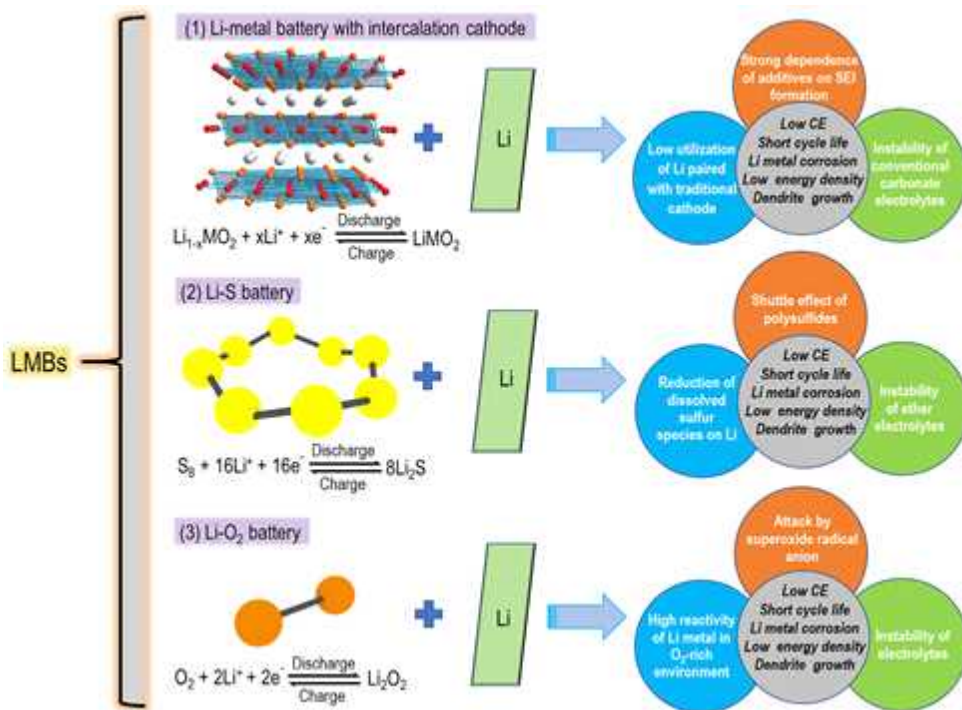 LMBs
(1) Li-metal battery with intercalation cathode
Li
Li₁₋ₓMO₂ + xLi⁺ + xe⁻ Discharge Charge LiMO₂
Strong dependence
of additives on SEI
formation
Low utilization
of Li paired
with traditional
cathode
Low CE
Short cycle life
Li metal corrosion
Low energy density
Dendrite growth
Instability of
conventional
carbonate
electrolytes
(2) Li-S battery
Li
S₈ + 16Li⁺ + 16e⁻ Discharge Charge 8Li₂S
Shuttle effect of
polysulfides
Reduction of
dissolved
sulfur
species on Li
Low CE
Short cycle life
Li metal corrosion
Low energy density
Dendrite growth
Instability
of ether
electrolytes
(3) Li-O₂ battery
Li
O₂ + 2Li⁺ + 2e⁻ Discharge Charge Li₂O₂
Attack by
superoxide radical
anion
High reactivity
of Li metal in
O₂-rich
environment
Low CE
Short cycle life
Li metal corrosion
Low energy density
Dendrite growth
Instability of
electrolytes